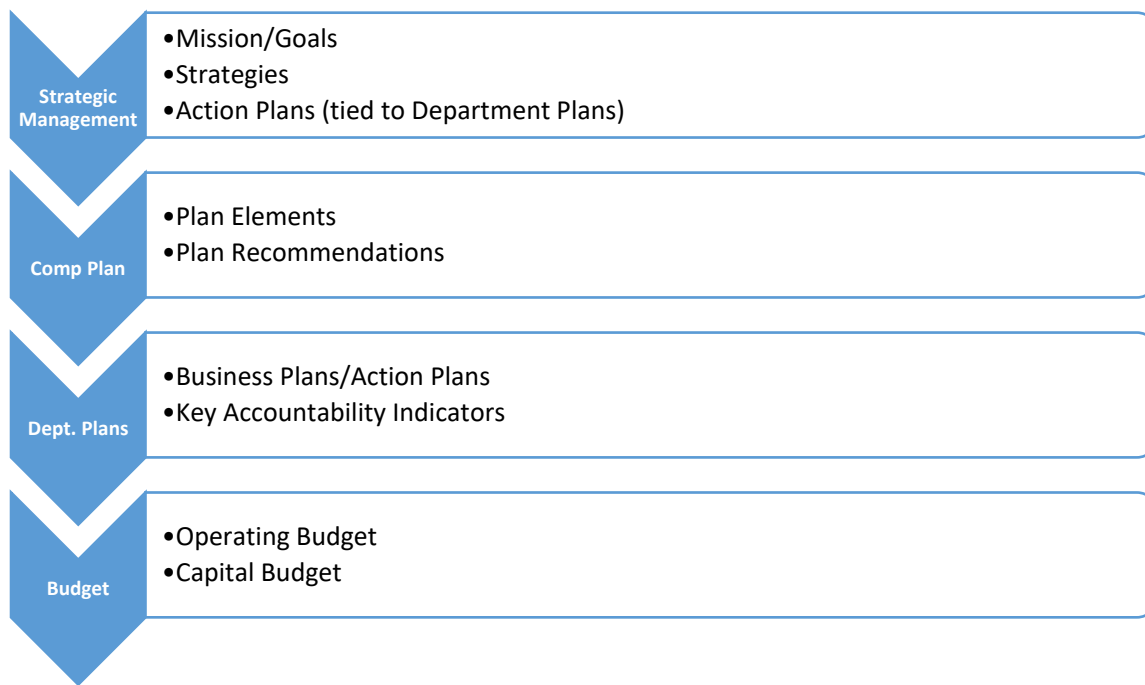 Strategic
Management
•Mission/Goals
•Strategies
•Action Plans (tied to Department Plans)
Comp Plan
•Plan Elements
•Plan Recommendations
Dept. Plans
•Business Plans/Action Plans
•Key Accountability Indicators
Budget
•Operating Budget
•Capital Budget